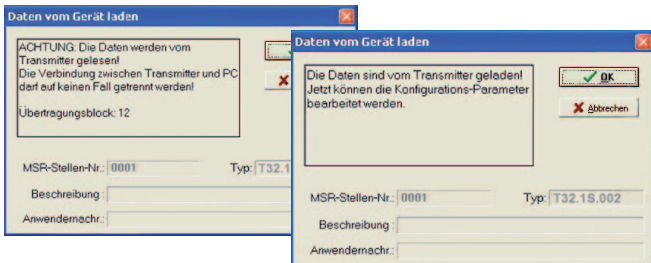 Daten vom Gerät laden
ACHTUNG: Die Daten werden vom
Transmitter gelesen!
Die Verbindung zwischen Transmitter und PC
darf auf keinen Fall getrennt werden!
Übertragungsblock: 12
MSR-Stellen-Nr.: 0001 Typ: T32.1
Beschreibung :
Anwendernachr.:
Daten vom Gerät laden
Die Daten sind vom Transmitter geladen!
Jetzt können die Konfigurations-Parameter
bearbeitet werden.
OK
Abbrechen
MSR-Stellen-Nr.: 0001 Typ: T32.1S.002
Beschreibung :
Anwendernachr.: